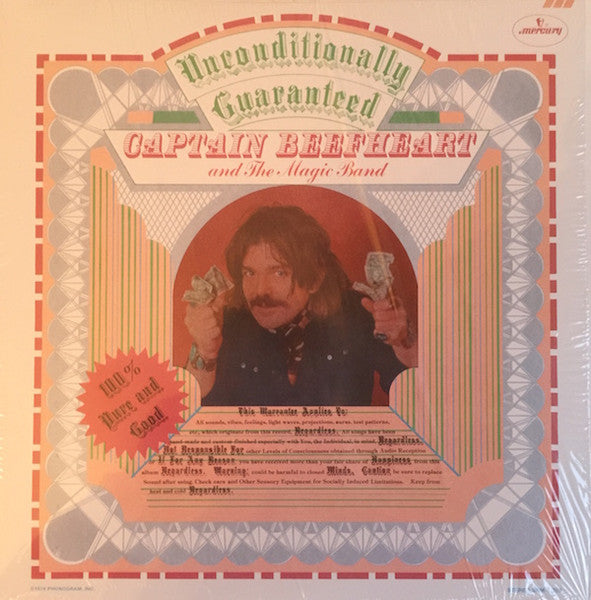 mercury
Unconditionally
Guaranteed
CAPTAIN BEEFHEART
and The Magic Band
100%
Pure and
Good
This Warrantee Applies To:
All sounds, vibes, feelings, light waves, projections, auras, test patterns,
etc., which originates from this record. Regardless. All songs have been
hand-made and custom-finished especially with You, the Individual, in mind. Regardless.
Not Responsible For other Levels of Consciousness obtained through Audio Reception
If For Any Reason you have received more than your fair share of from this
album Regardless. Warning: could be harmful to closed Minds. Caution be sure to replace
Sound after using. Check ears and Other Sensory Equipment for Socially Induced Limitations. Keep from
heat and cold Regardless.
©1974 PHONOGRAM, INC.